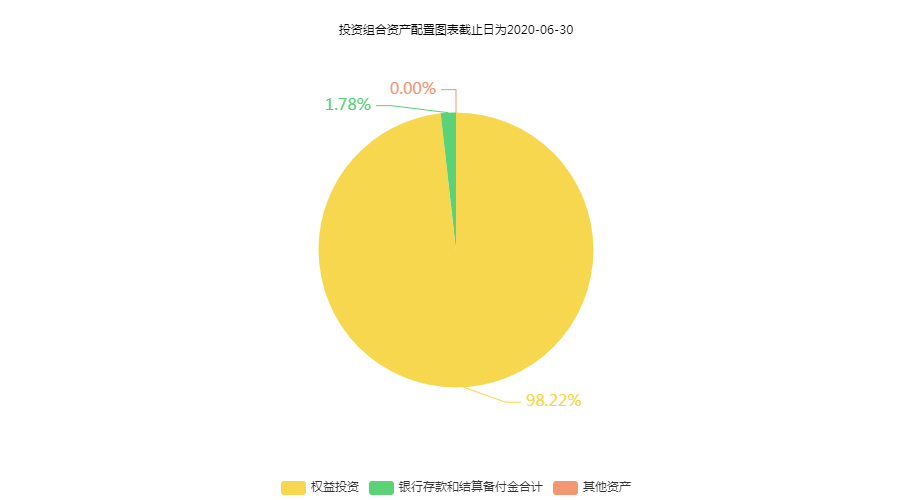 投资组合资产配置图表截止日为2020-06-30
0.00%
1.78%
98.22%
权益投资
银行存款和结算备付金合计
其他资产